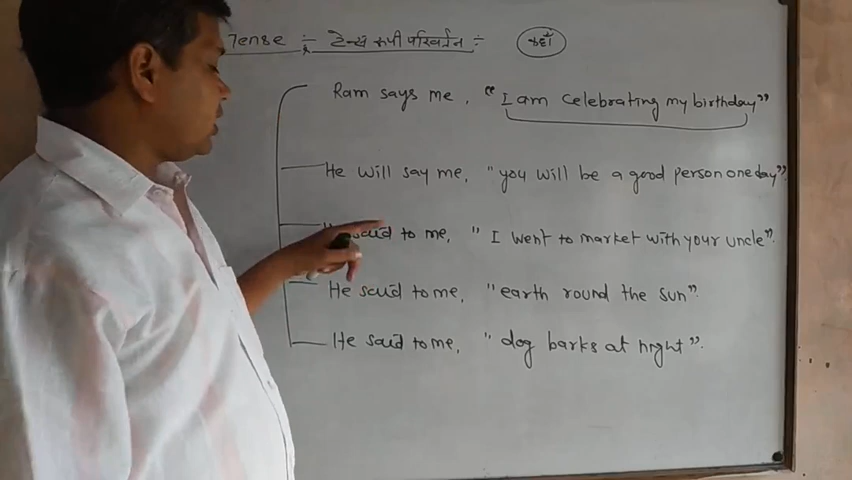 Tense ÷ टेन्स रूपी परिवर्तन ÷
Ram says me, "I am celebrating my birthday"
He will say me, "you will be a good person one day".
said to me, "I went to market with your uncle".
He said to me, "earth round the sun".
He said to me, "dog barks at night".